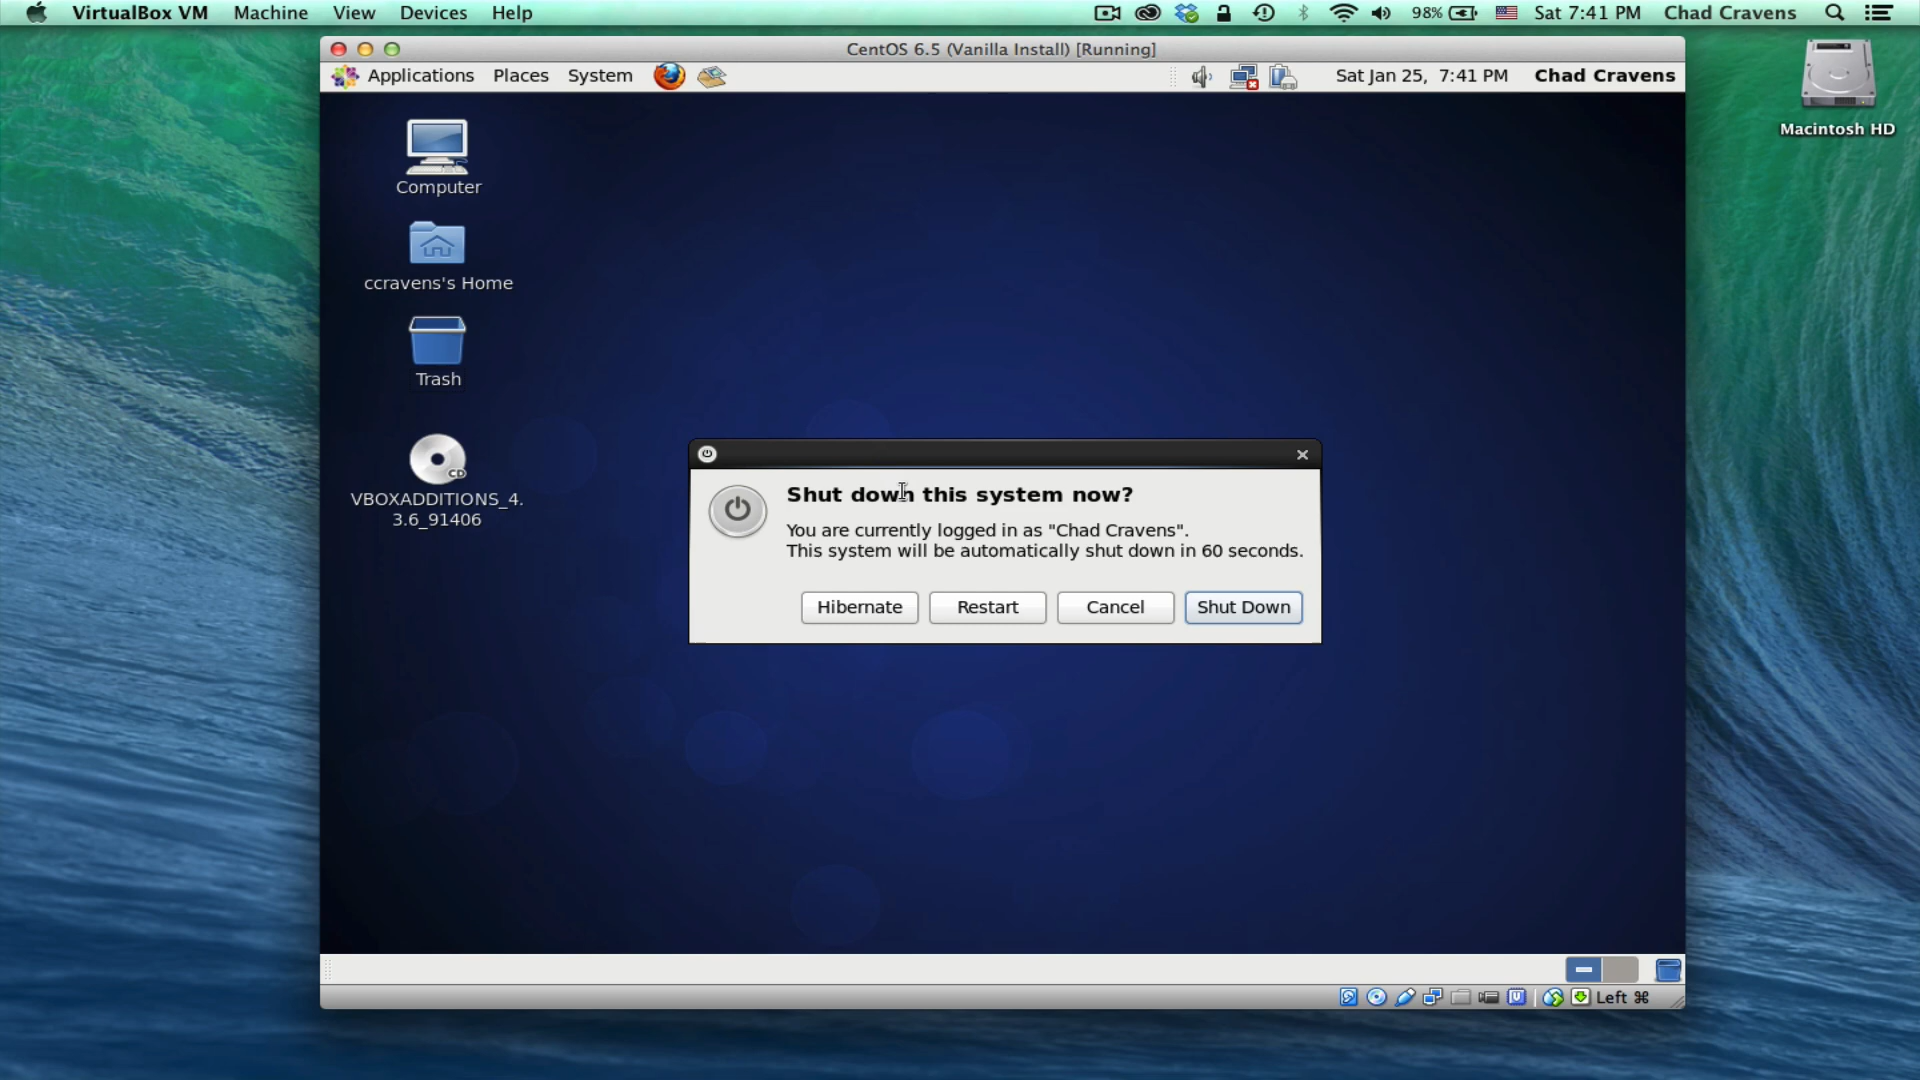 VirtualBox VM Machine View Devices Help 98% Sat 7:41 PM Chad Cravens
CentOS 6.5 (Vanilla Install) [Running]
Applications Places System Sat Jan 25, 7:41 PM Chad Cravens
Macintosh HD
Computer
ccravens's Home
Trash
CD
VBOXADDITIONS_4.
3.6_91406
Shut down this system now?
You are currently logged in as "Chad Cravens".
This system will be automatically shut down in 60 seconds.
Hibernate Restart Cancel Shut Down
Left ⌘